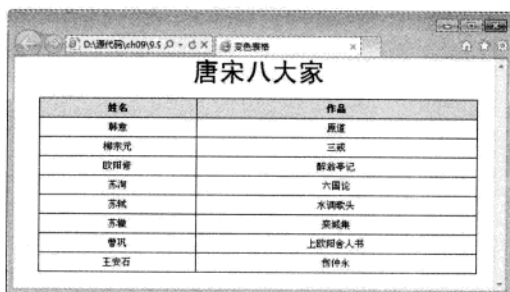 D:\源代码\ch09\9.5
变色表格
唐宋八大家
姓名 作品
韩愈 原道
柳宗元 三戒
欧阳修 醉翁亭记
苏洵 六国论
苏轼 水调歌头
苏辙 栾城集
曾巩 上欧阳舍人书
王安石 伤仲永